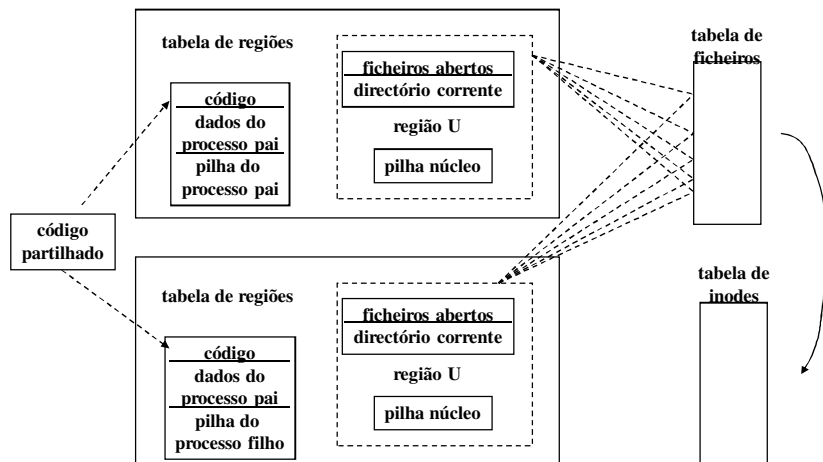 tabela de regiões
código
dados do
processo pai
pilha do
processo pai
ficheiros abertos
directório corrente
região U
pilha núcleo
tabela de
ficheiros
código
partilhado
tabela de regiões
código
dados do
processo pai
pilha do
processo filho
ficheiros abertos
directório corrente
região U
pilha núcleo
tabela de
inodes